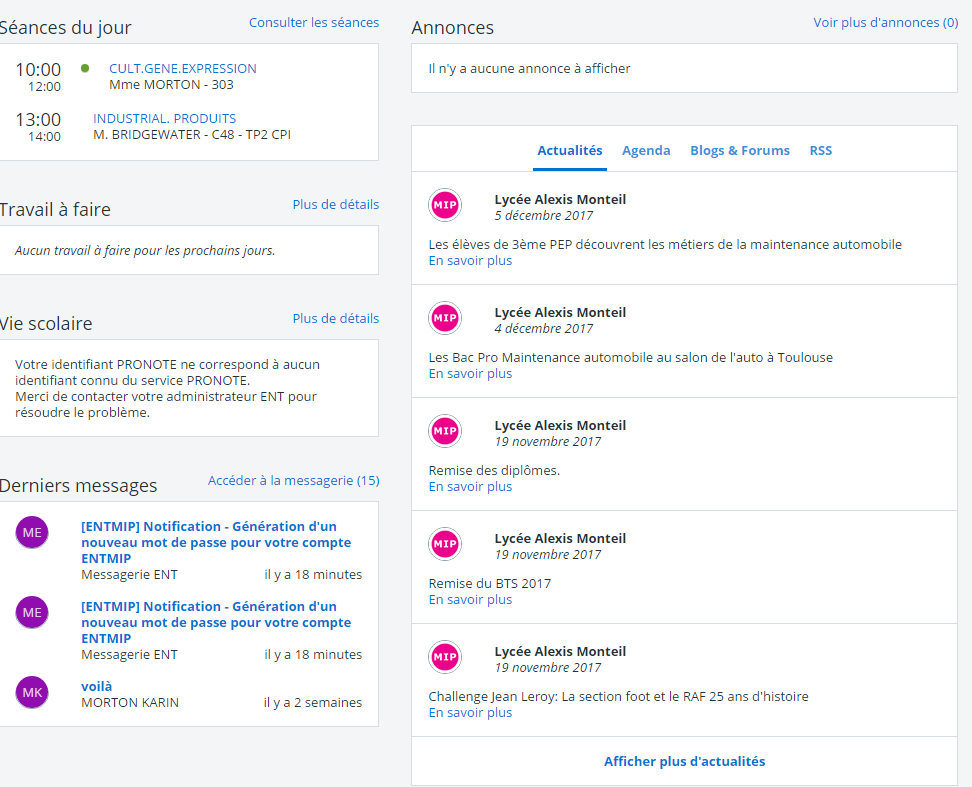 Séances du jour
Consulter les séances
10:00
12:00
CULT.GENE.EXPRESSION
Mme MORTON - 303
13:00
14:00
INDUSTRIAL. PRODUITS
M. BRIDGEWATER - C48 - TP2 CPI
Travail à faire
Plus de détails
Aucun travail à faire pour les prochains jours.
Vie scolaire
Plus de détails
Votre identifiant PRONOTE ne correspond à aucun
identifiant connu du service PRONOTE.
Merci de contacter votre administrateur ENT pour
résoudre le problème.
Derniers messages
Accéder à la messagerie (15)
ME
[ENTMIP] Notification - Génération d'un
nouveau mot de passe pour votre compte
ENTMIP
Messagerie ENT
il y a 18 minutes
ME
[ENTMIP] Notification - Génération d'un
nouveau mot de passe pour votre compte
ENTMIP
Messagerie ENT
il y a 18 minutes
MK
voilà
MORTON KARIN
il y a 2 semaines
Annonces
Voir plus d'annonces (0)
Il n'y a aucune annonce à afficher
Actualités
Agenda
Blogs & Forums
RSS
MIP
Lycée Alexis Monteil
5 décembre 2017
Les élèves de 3ème PEP découvrent les métiers de la maintenance automobile
En savoir plus
MIP
Lycée Alexis Monteil
4 décembre 2017
Les Bac Pro Maintenance automobile au salon de l'auto à Toulouse
En savoir plus
MIP
Lycée Alexis Monteil
19 novembre 2017
Remise des diplômes.
En savoir plus
MIP
Lycée Alexis Monteil
19 novembre 2017
Remise du BTS 2017
En savoir plus
MIP
Lycée Alexis Monteil
19 novembre 2017
Challenge Jean Leroy: La section foot et le RAF 25 ans d'histoire
En savoir plus
Afficher plus d'actualités